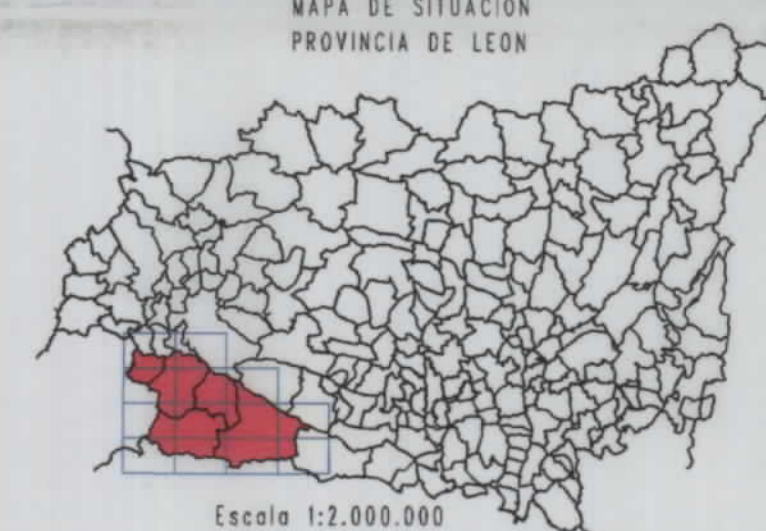 MAPA DE SITUACION
PROVINCIA DE LEON
Escala 1:2.000.000